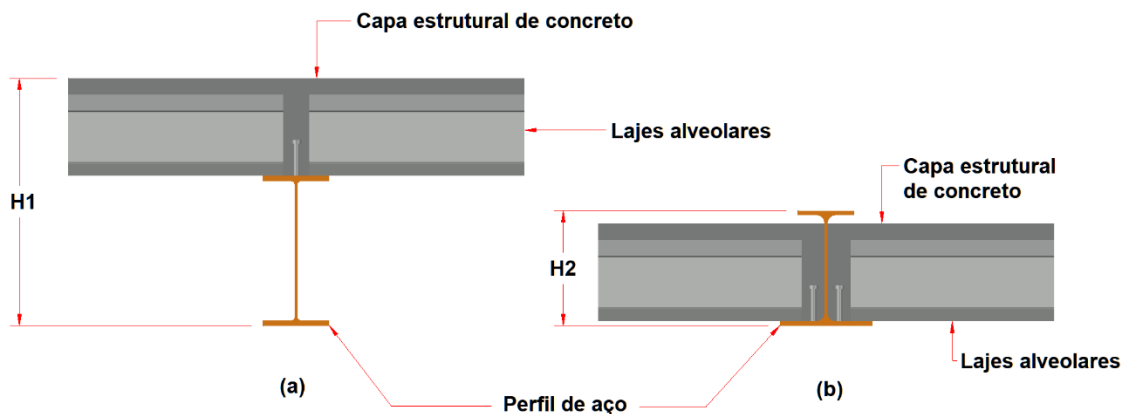 Capa estrutural de concreto
Lajes alveolares
H1
Capa estrutural
de concreto
H2
Lajes alveolares
(a)
(b)
Perfil de aço